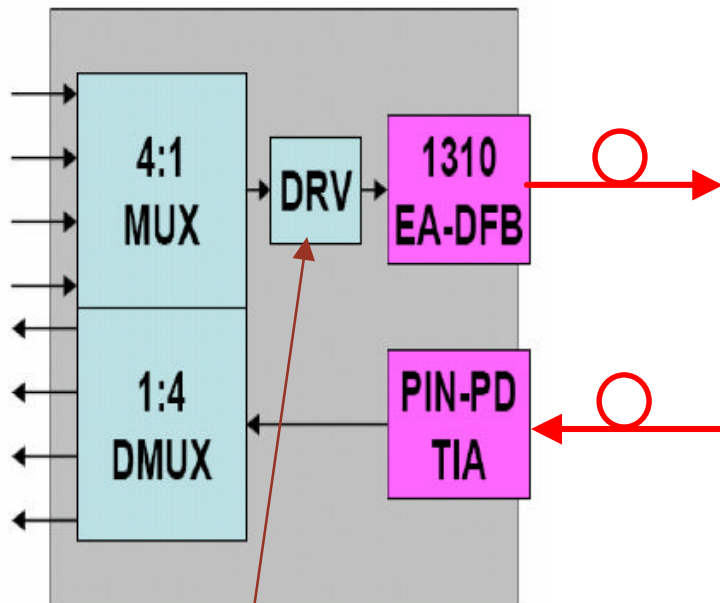 4:1
MUX
DRV
1310
EA-DFB
1:4
DMUX
PIN-PD
TIA